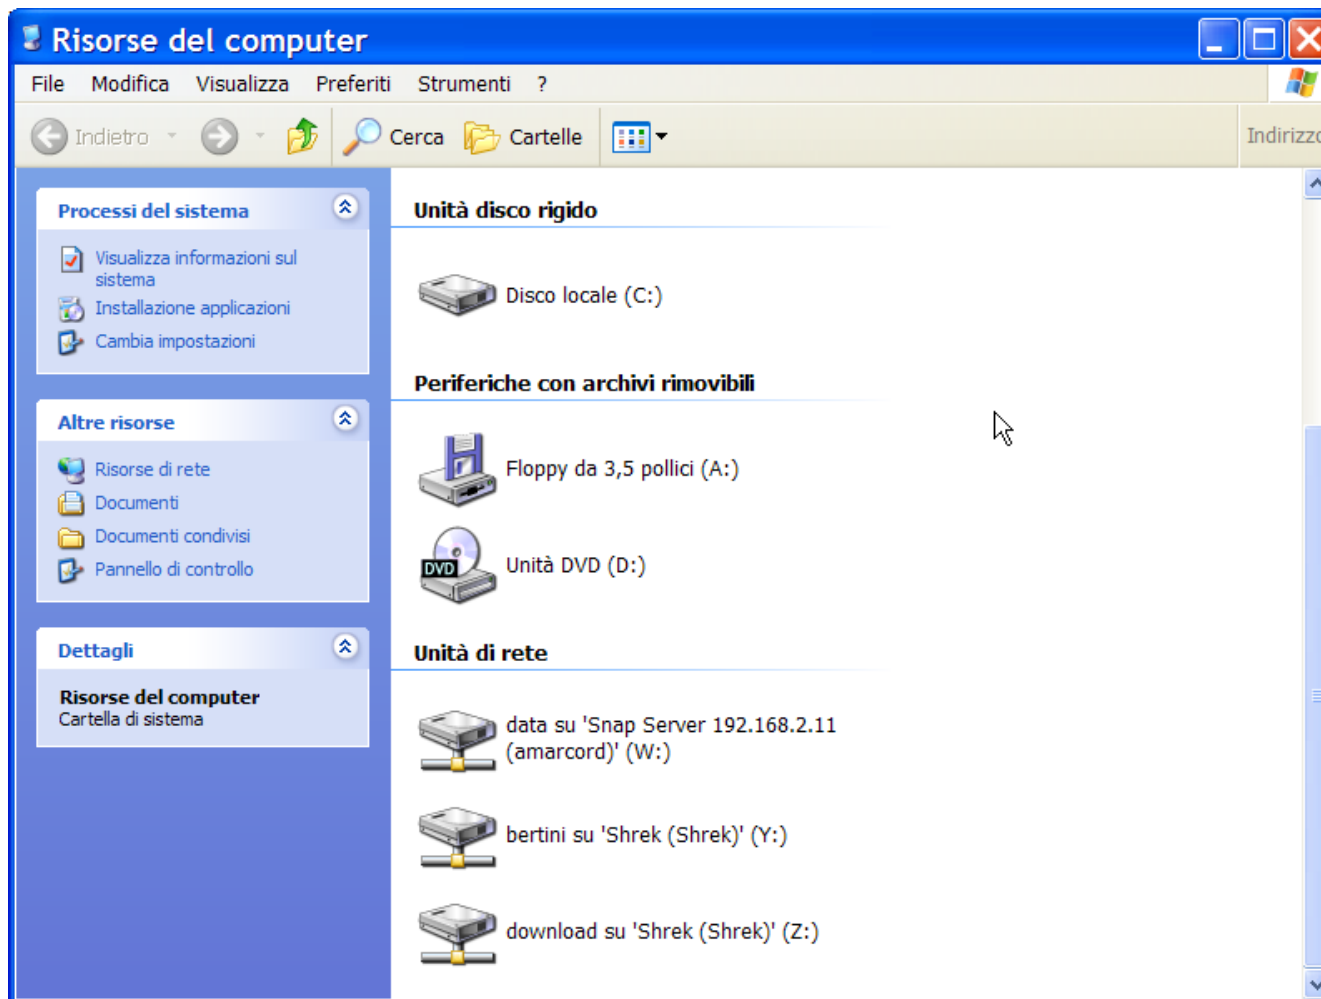 Risorse del computer
File Modifica Visualizza Preferiti Strumenti ?
Indietro Cerca Cartelle
Processi del sistema
Visualizza informazioni sul
sistema
Installazione applicazioni
Cambia impostazioni
Altre risorse
Risorse di rete
Documenti
Documenti condivisi
Pannello di controllo
Dettagli
Risorse del computer
Cartella di sistema
Unità disco rigido
Disco locale (C:)
Periferiche con archivi rimovibili
Floppy da 3,5 pollici (A:)
DVD
Unità DVD (D:)
Unità di rete
data su 'Snap Server 192.168.2.11
(amarcord)' (W:)
bertini su 'Shrek (Shrek)' (Y:)
download su 'Shrek (Shrek)' (Z:)